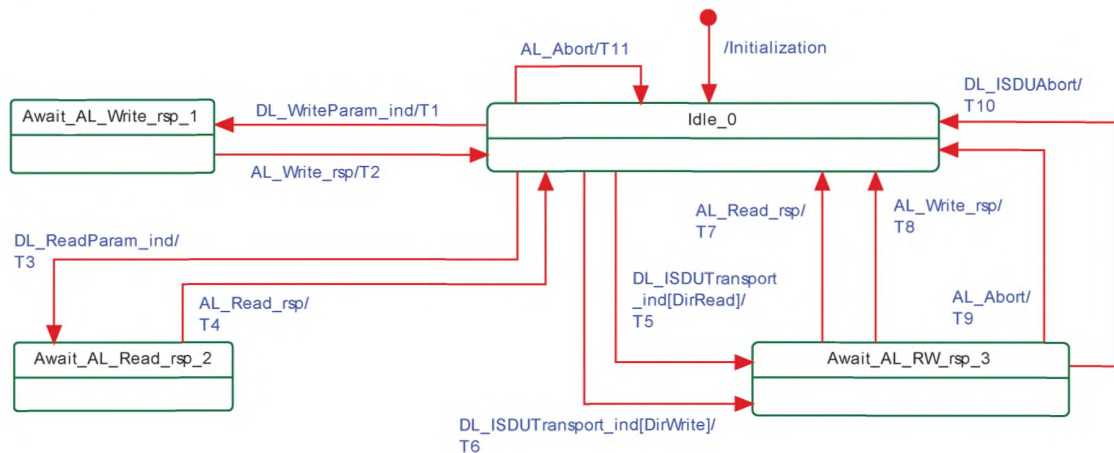 AL_Abort/T11
/Initialization
DL_ISDUAbort/
T10
Await_AL_Write_rsp_1
DL_WriteParam_ind/T1
Idle_0
AL_Write_rsp/T2
AL_Read_rsp/
T7
AL_Write_rsp/
T8
DL_ReadParam_ind/
T3
DL_ISDUTransport
_ind[DirRead]/
T5
AL_Read_rsp/
T4
AL_Abort/
T9
Await_AL_Read_rsp_2
Await_AL_RW_rsp_3
DL_ISDUTransport_ind[DirWrite]/
T6